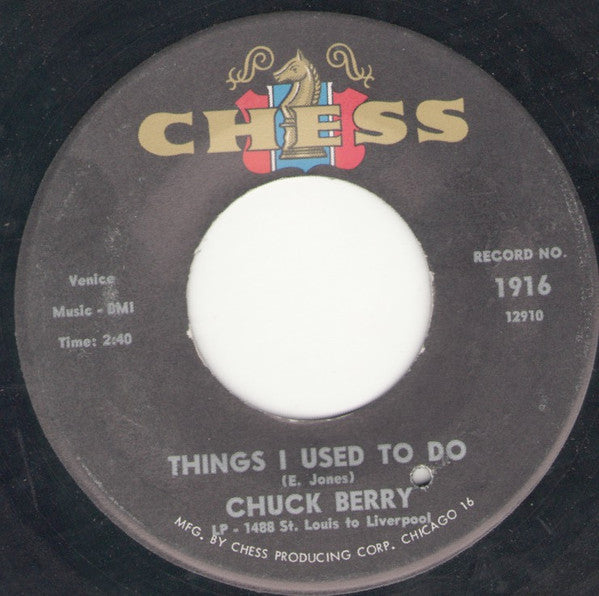 CHESS
Venice
Music - BMI
Time: 2:40
RECORD NO.
1916
12910
THINGS I USED TO DO
(E. Jones)
CHUCK BERRY
LP - 1488 St. Louis to Liverpool
MFG. BY CHESS PRODUCING CORP. CHICAGO 16